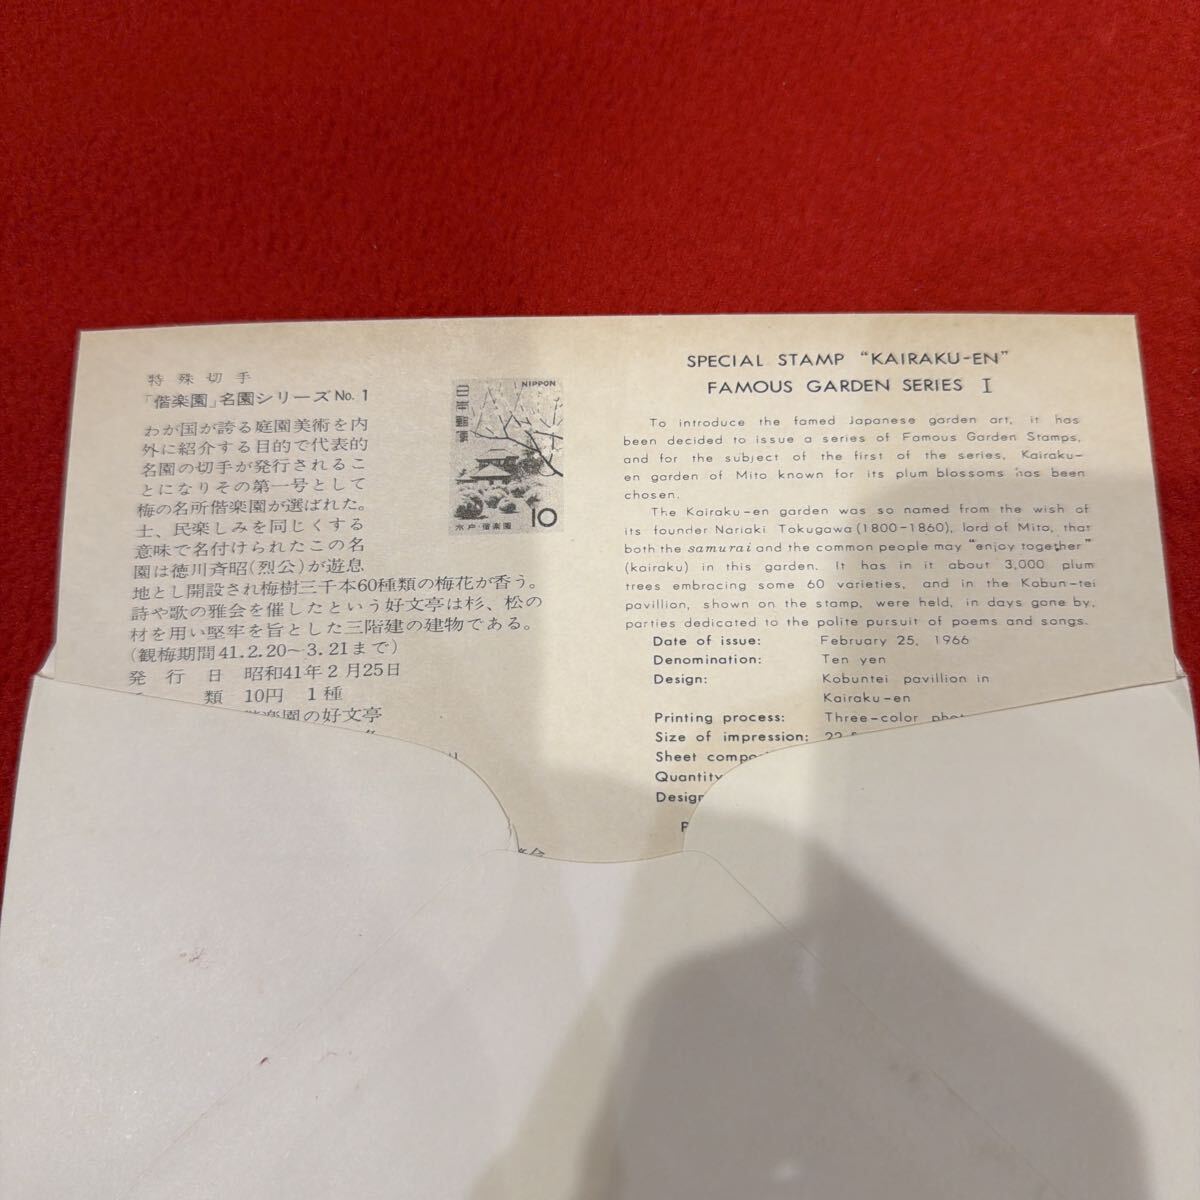 特殊切手
「偕楽園」名園シリーズNo.1
わが国が誇る庭園美術を内
外に紹介する目的で代表的
名園の切手が発行されるこ
とになりその第一号として
梅の名所偕楽園が選ばれた。
士、民楽しみを同じくする
意味で名付けられたこの名
園は徳川斉昭(烈公)が遊息
地とし開設され梅樹三千本60種類の梅花が香う。
詩や歌の雅会を催したという好文亭は杉、松の
材を用い堅牢を旨とした三階建の建物である。
(観梅期間41.2.20〜3.21まで)
発行日 昭和41年2月25日
類 10円 1種
楽園の好文亭
日本郵便
NIPPON
水戸・偕楽園
10
SPECIAL STAMP "KAIRAKU-EN"
FAMOUS GARDEN SERIES I
To introduce the famed Japanese garden art, it has
been decided to issue a series of Famous Garden Stamps,
and for the subject of the first of the series, Kairaku-
en garden of Mito known for its plum blossoms has been
chosen.
The Kairaku-en garden was so named from the wish of
its founder Nariaki Tokugawa (1800-1860), lord of Mito, that
both the samurai and the common people may "enjoy together"
(kairaku) in this garden. It has in it about 3,000 plum
trees embracing some 60 varieties, and in the Kobun-tei
pavillion, shown on the stamp, were held, in days gone by,
parties dedicated to the polite pursuit of poems and songs.
Date of issue: February 25, 1966
Denomination: Ten yen
Design: Kobuntei pavillion in
Kairaku-en
Printing process: Three-color pho
Size of impression: 22
Sheet compo
Quantity
Design